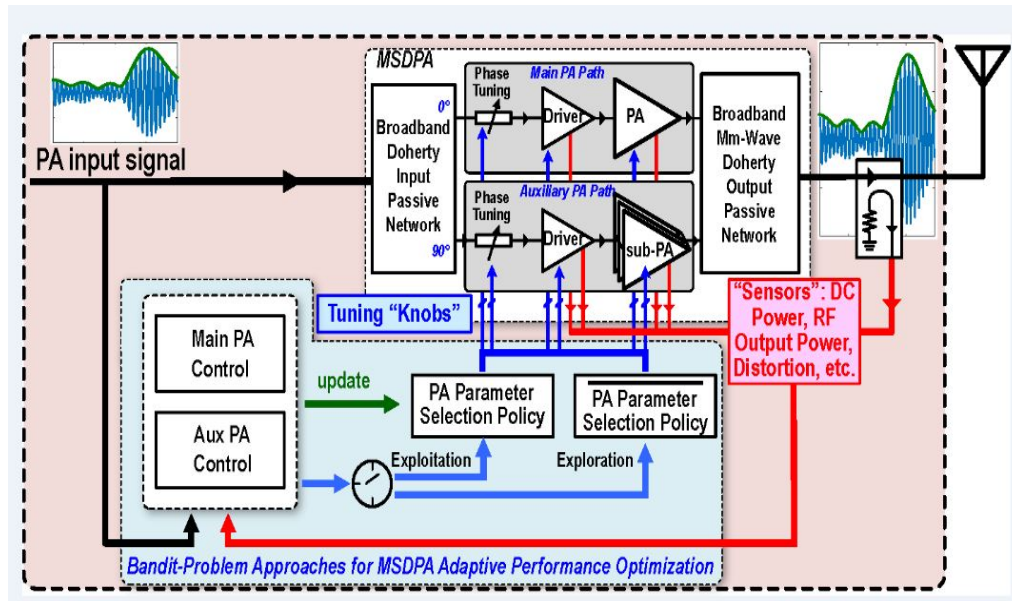 MSDPA
PA input signal
Broadband
Doherty
Input
Passive
Network
0°
90°
Phase
Tuning
Main PA Path
Driver
PA
Auxiliary PA Path
Phase
Tuning
Driver
sub-PA
Broadband
Mm-Wave
Doherty
Output
Passive
Network
Tuning “Knobs”
“Sensors”: DC
Power, RF
Output Power,
Distortion, etc.
Main PA
Control
Aux PA
Control
update
PA Parameter
Selection Policy
PA Parameter
Selection Policy
Exploitation
Exploration
Bandit-Problem Approaches for MSDPA Adaptive Performance Optimization